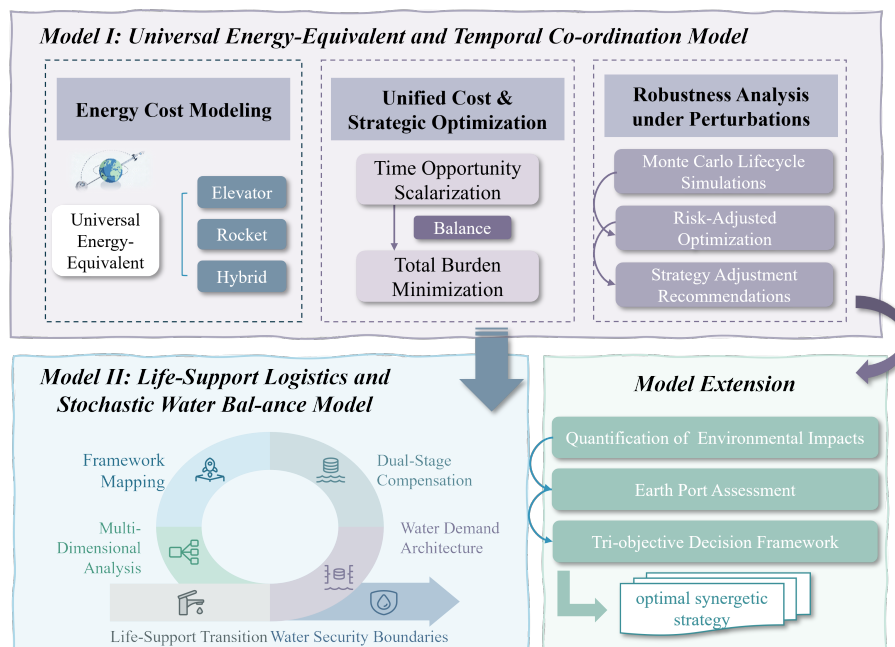 Model I: Universal Energy-Equivalent and Temporal Co-ordination Model
Energy Cost Modeling
Universal
Energy-
Equivalent
Elevator
Rocket
Hybrid
Unified Cost &
Strategic Optimization
Time Opportunity
Scalarization
Balance
Total Burden
Minimization
Robustness Analysis
under Perturbations
Monte Carlo Lifecycle
Simulations
Risk-Adjusted
Optimization
Strategy Adjustment
Recommendations
Model II: Life-Support Logistics and
Stochastic Water Bal-ance Model
Framework
Mapping
Dual-Stage
Compensation
Multi-
Dimensional
Analysis
Water Demand
Architecture
Life-Support Transition
Water Security Boundaries
Model Extension
Quantification of Environmental Impacts
Earth Port Assessment
Tri-objective Decision Framework
optimal synergetic
strategy